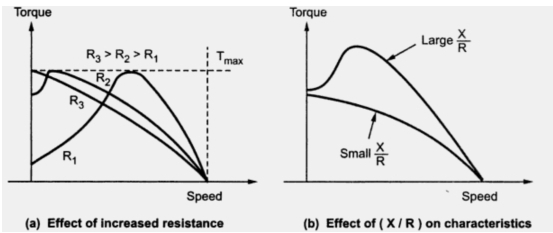 Torque
R3 > R2 > R1
Tmax
R2
R3
R1
Speed
(a) Effect of increased resistance
Torque
Large X/R
Small X/R
Speed
(b) Effect of ( X / R ) on characteristics